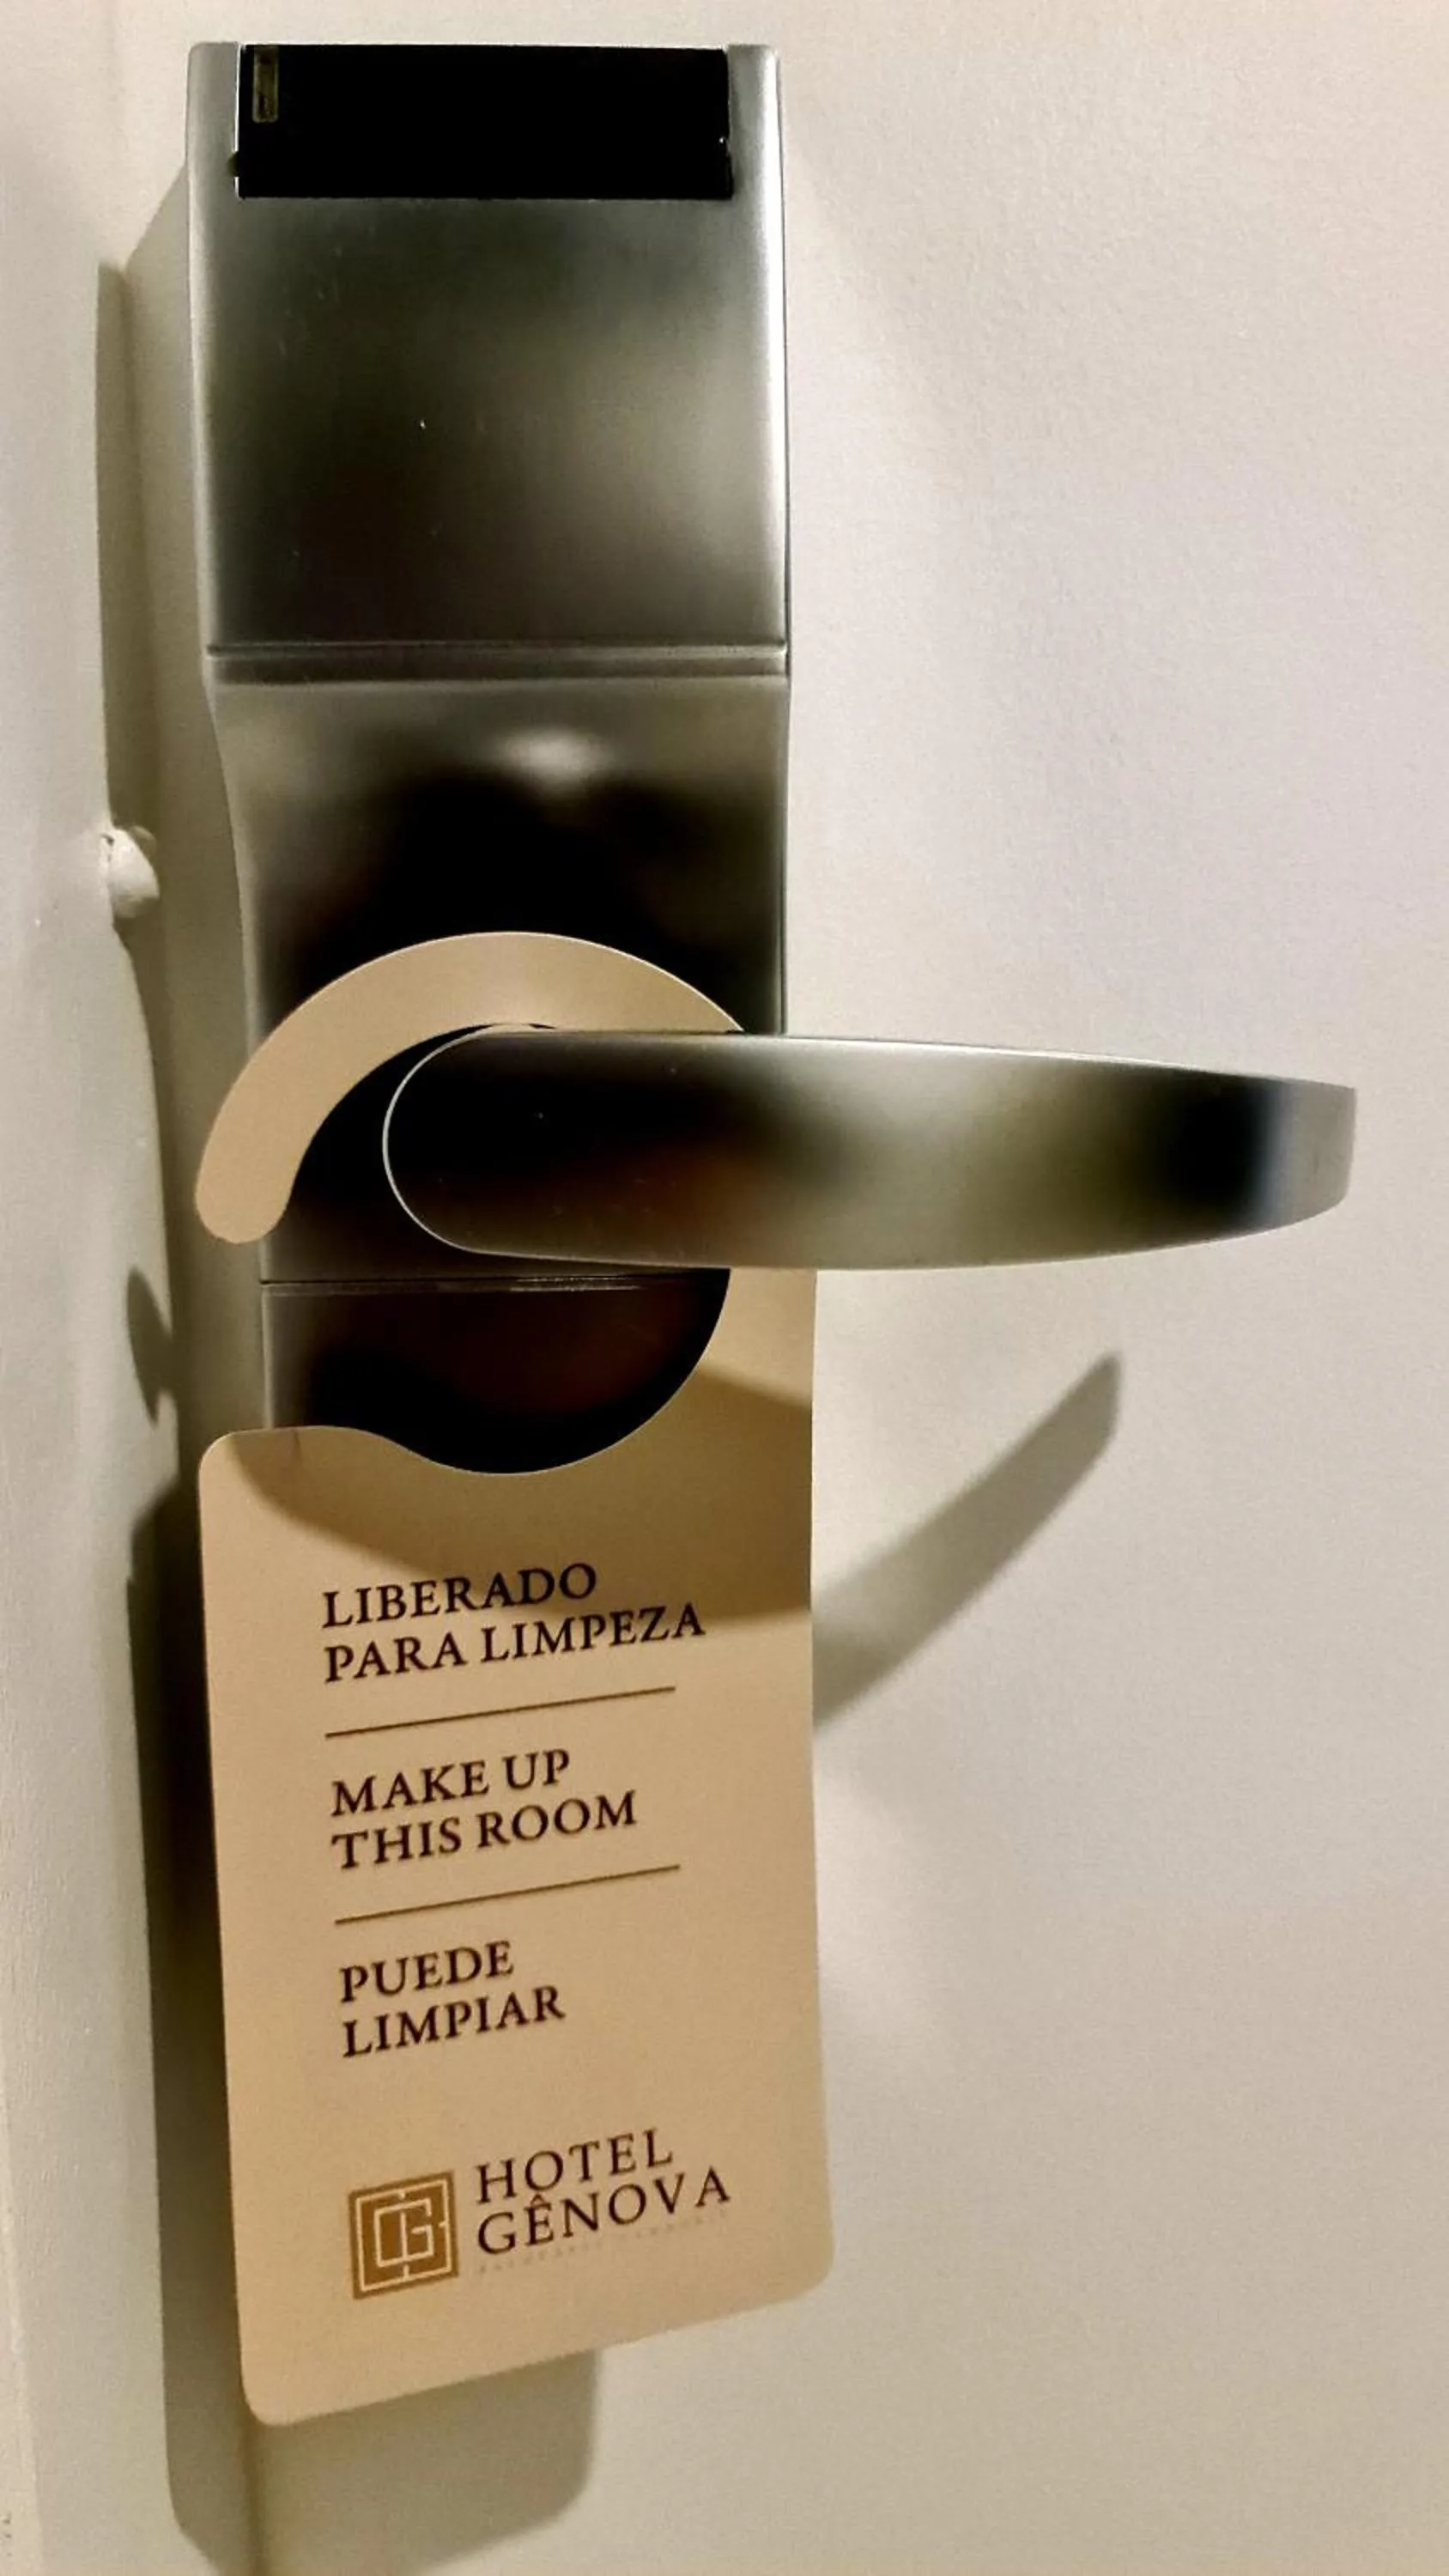 LIBERADO
PARA LIMPEZA
MAKE UP
THIS ROOM
PUEDE
LIMPIAR
HOTEL
GÊNOVA